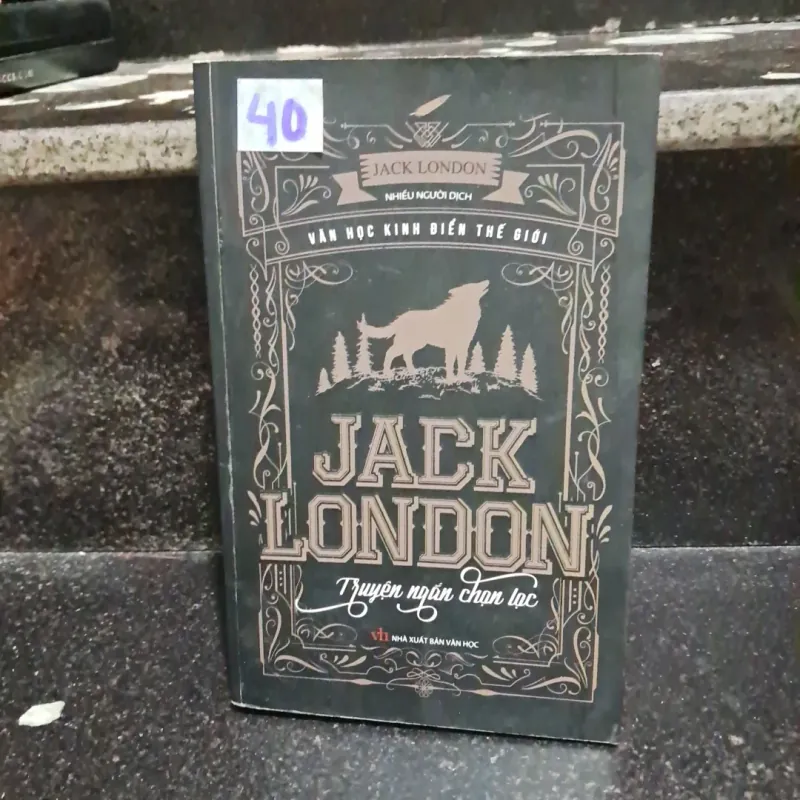 40
JACK LONDON
NHIỀU NGƯỜI DỊCH
VĂN HỌC KINH ĐIỂN THẾ GIỚI
JACK
LONDON
Truyện ngắn chọn lọc
vh NHÀ XUẤT BẢN VĂN HỌC